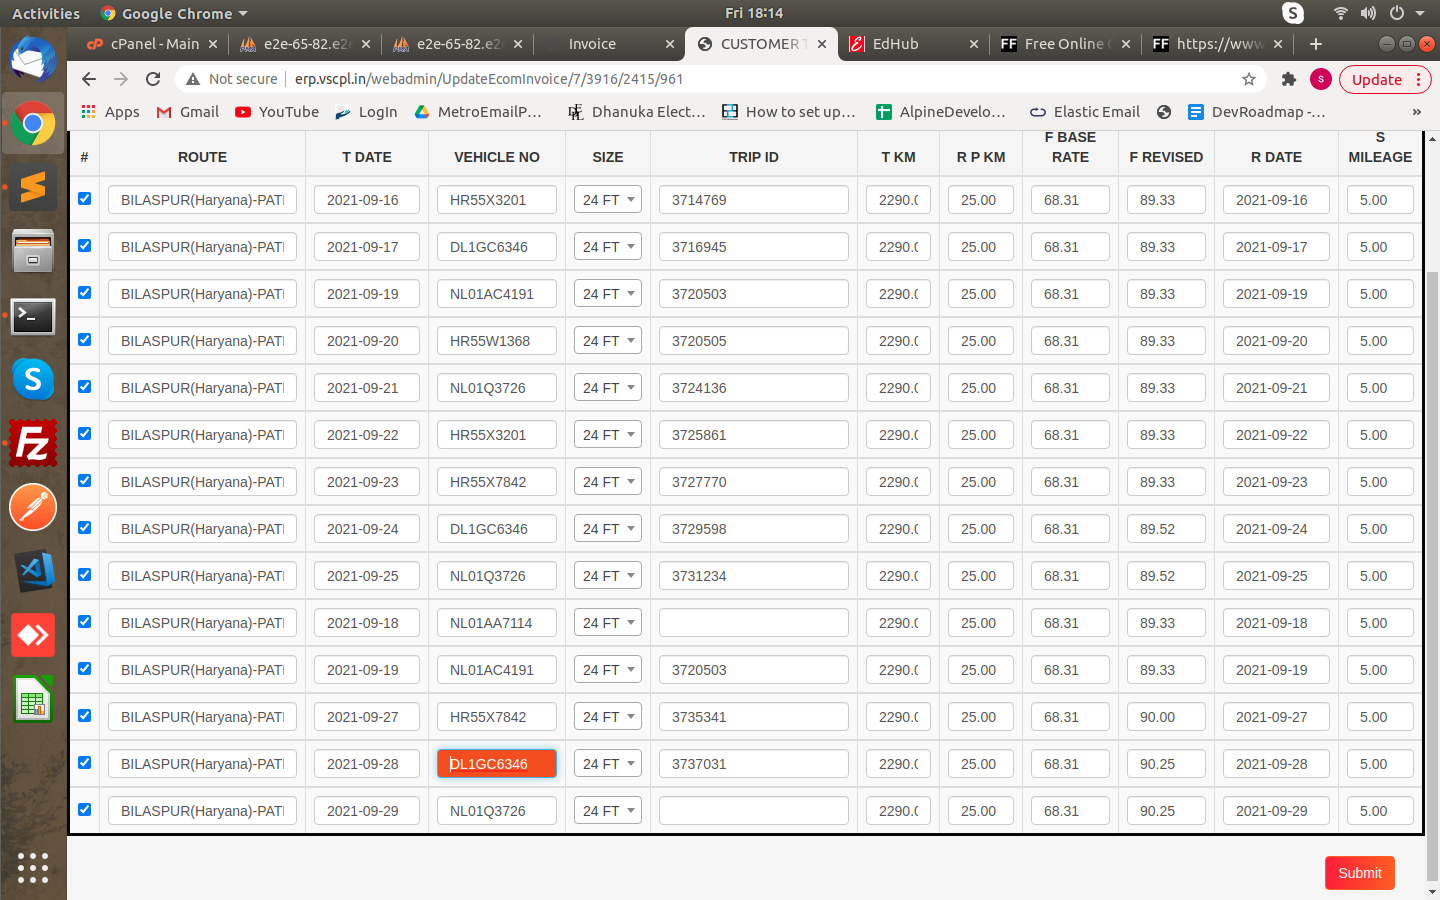 Activities Google Chrome Fri 18:14
cPanel - Main e2e-65-82.e2e e2e-65-82.e2 Invoice CUSTOMER T EdHub Free Online https://www
Not secure erp.vscpl.in/webadmin/UpdateEcomInvoice/7/3916/2415/961 S Update
Apps Gmail YouTube LogIn MetroEmailP... Dhanuka Elect... How to set up... AlpineDevelo... Elastic Email DevRoadmap -... »
# ROUTE T DATE VEHICLE NO SIZE TRIP ID T KM R P KM F BASE RATE F REVISED R DATE S MILEAGE
BILASPUR(Haryana)-PATI 2021-09-16 HR55X3201 24 FT 3714769 2290.0 25.00 68.31 89.33 2021-09-16 5.00
BILASPUR(Haryana)-PATI 2021-09-17 DL1GC6346 24 FT 3716945 2290.0 25.00 68.31 89.33 2021-09-17 5.00
BILASPUR(Haryana)-PATI 2021-09-19 NL01AC4191 24 FT 3720503 2290.0 25.00 68.31 89.33 2021-09-19 5.00
BILASPUR(Haryana)-PATI 2021-09-20 HR55W1368 24 FT 3720505 2290.0 25.00 68.31 89.33 2021-09-20 5.00
BILASPUR(Haryana)-PATI 2021-09-21 NL01Q3726 24 FT 3724136 2290.0 25.00 68.31 89.33 2021-09-21 5.00
BILASPUR(Haryana)-PATI 2021-09-22 HR55X3201 24 FT 3725861 2290.0 25.00 68.31 89.33 2021-09-22 5.00
BILASPUR(Haryana)-PATI 2021-09-23 HR55X7842 24 FT 3727770 2290.0 25.00 68.31 89.33 2021-09-23 5.00
BILASPUR(Haryana)-PATI 2021-09-24 DL1GC6346 24 FT 3729598 2290.0 25.00 68.31 89.52 2021-09-24 5.00
BILASPUR(Haryana)-PATI 2021-09-25 NL01Q3726 24 FT 3731234 2290.0 25.00 68.31 89.52 2021-09-25 5.00
BILASPUR(Haryana)-PATI 2021-09-18 NL01AA7114 24 FT 2290.0 25.00 68.31 89.33 2021-09-18 5.00
BILASPUR(Haryana)-PATI 2021-09-19 NL01AC4191 24 FT 3720503 2290.0 25.00 68.31 89.33 2021-09-19 5.00
BILASPUR(Haryana)-PATI 2021-09-27 HR55X7842 24 FT 3735341 2290.0 25.00 68.31 90.00 2021-09-27 5.00
BILASPUR(Haryana)-PATI 2021-09-28 DL1GC6346 24 FT 3737031 2290.0 25.00 68.31 90.25 2021-09-28 5.00
BILASPUR(Haryana)-PATI 2021-09-29 NL01Q3726 24 FT 2290.0 25.00 68.31 90.25 2021-09-29 5.00
Submit